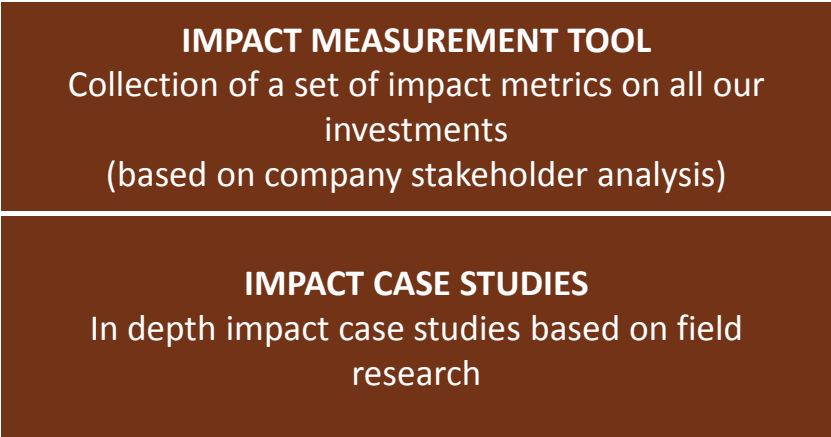 IMPACT MEASUREMENT TOOL
Collection of a set of impact metrics on all our
investments
(based on company stakeholder analysis)
IMPACT CASE STUDIES
In depth impact case studies based on field
research